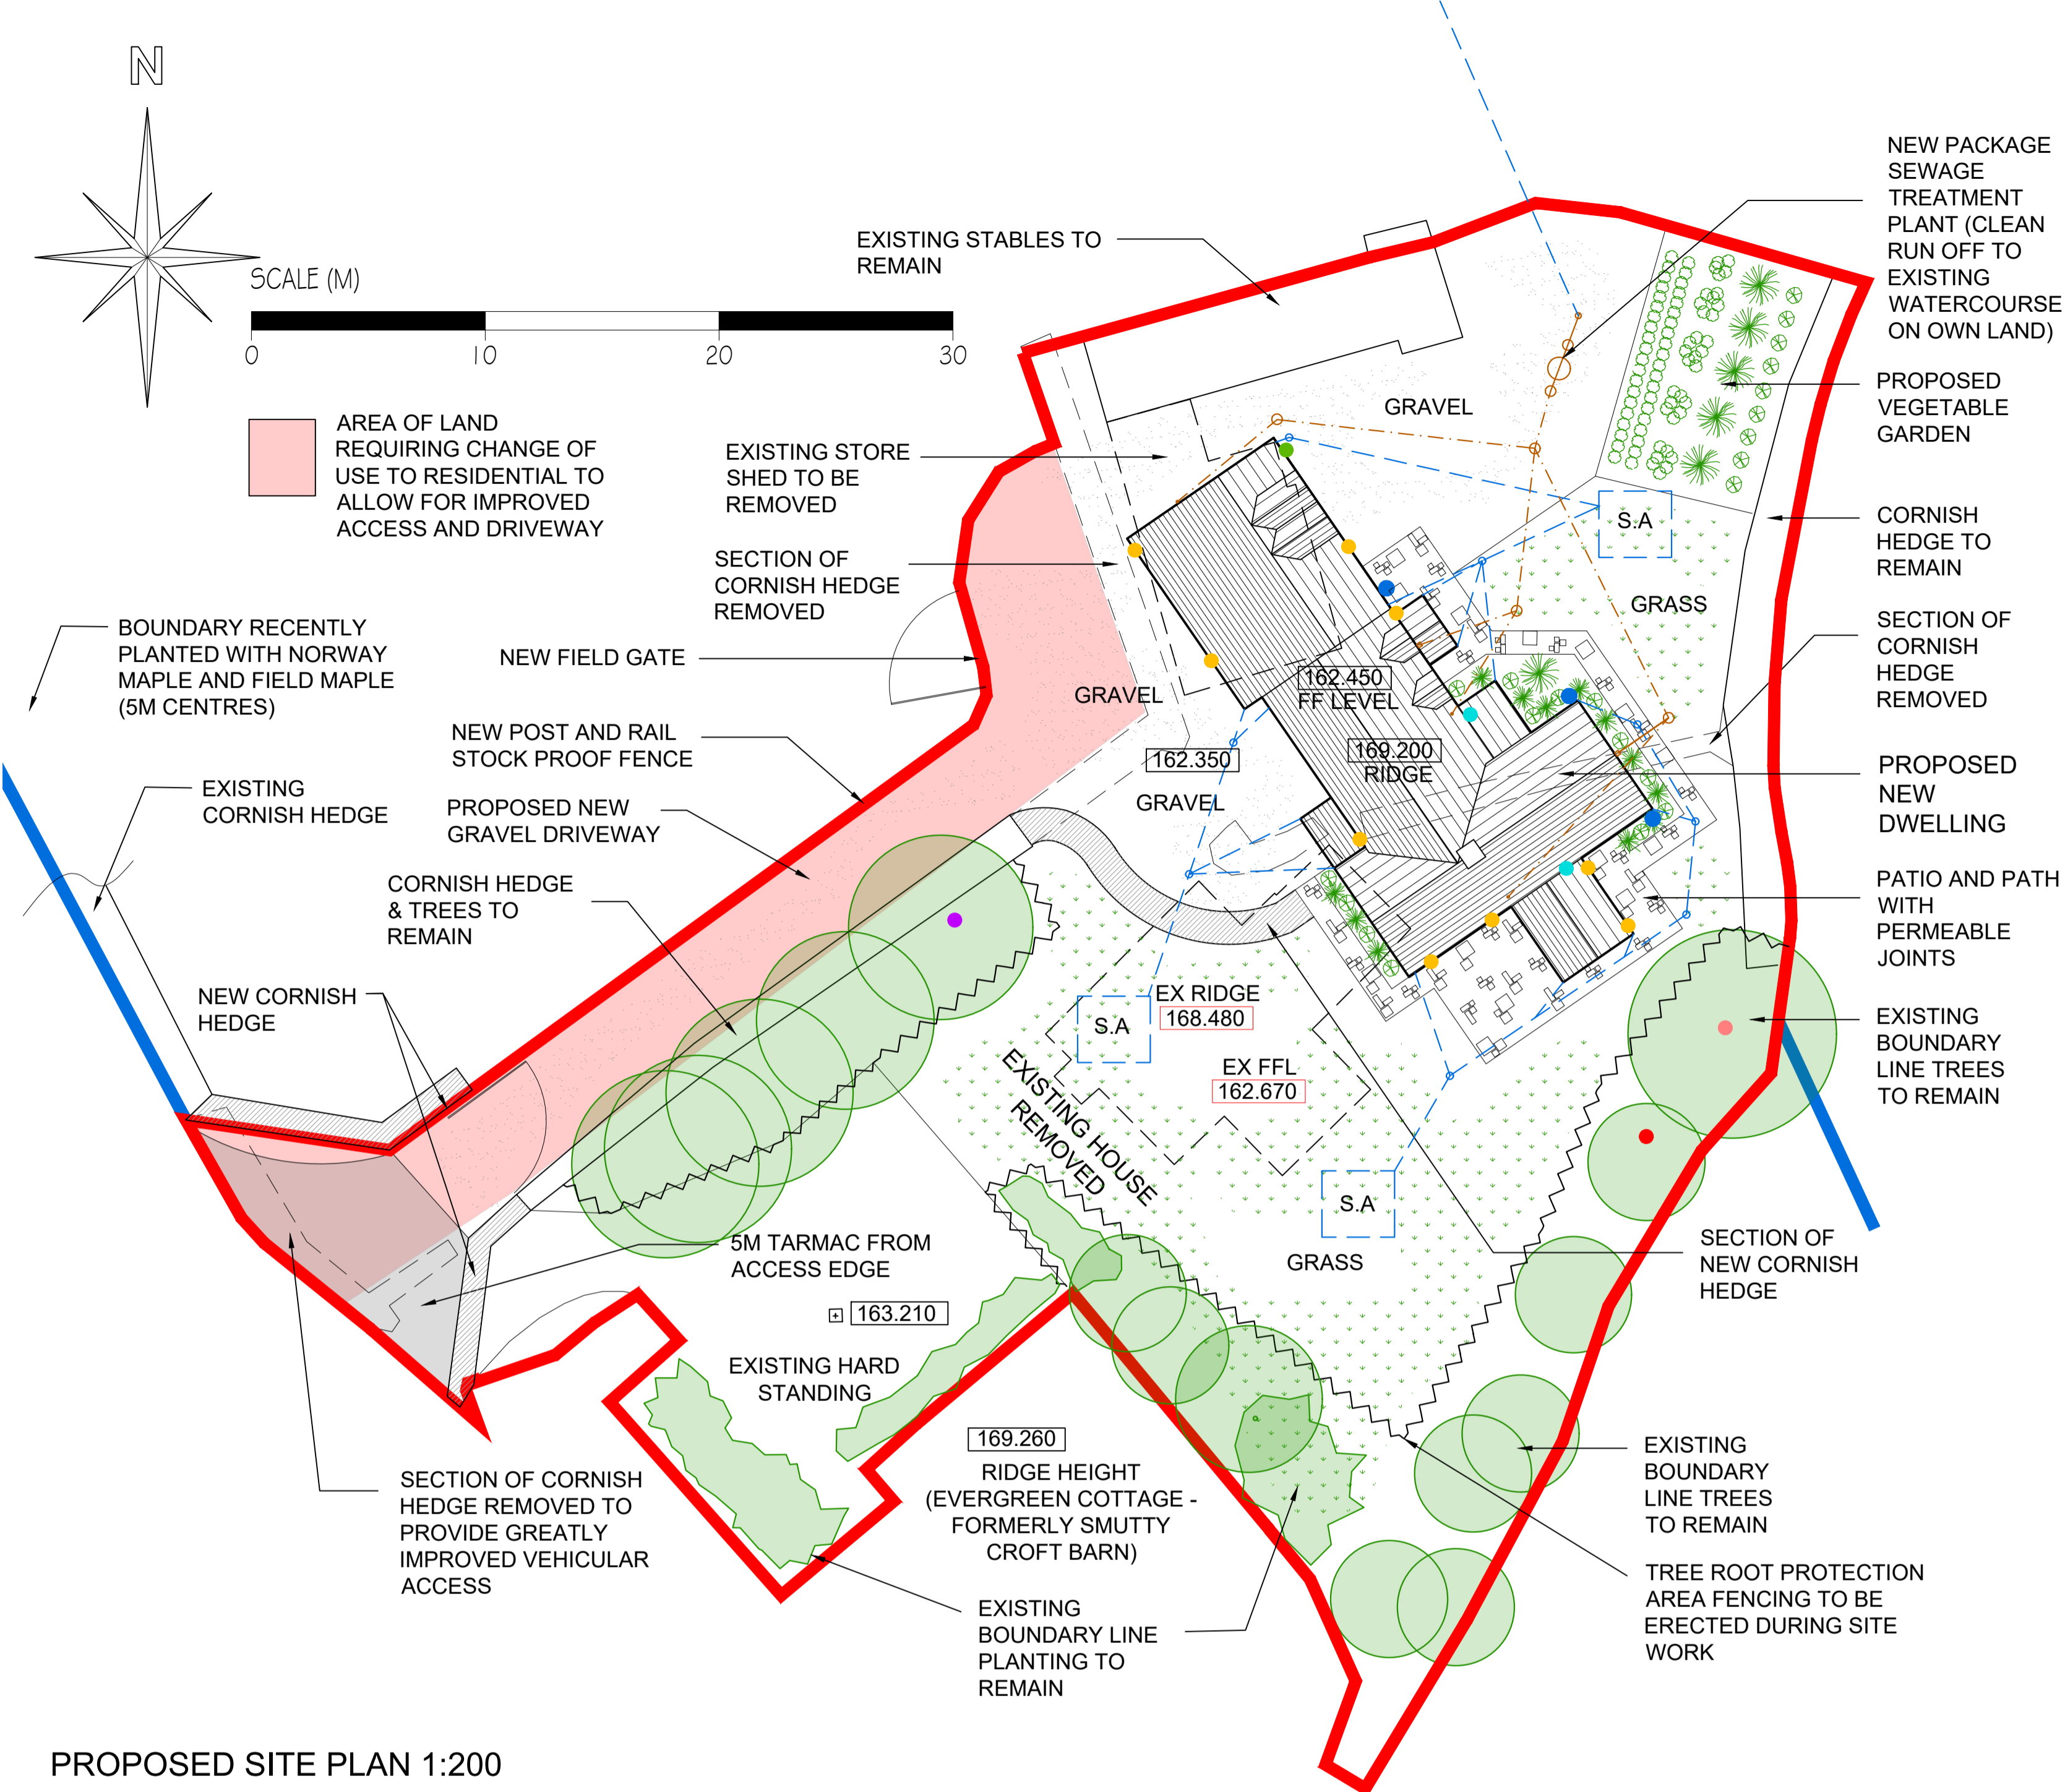 N
SCALE (M)
0 10 20 30
AREA OF LAND
REQUIRING CHANGE OF
USE TO RESIDENTIAL TO
ALLOW FOR IMPROVED
ACCESS AND DRIVEWAY
EXISTING STABLES TO
REMAIN
EXISTING STORE
SHED TO BE
REMOVED
SECTION OF
CORNISH HEDGE
REMOVED
BOUNDARY RECENTLY
PLANTED WITH NORWAY
MAPLE AND FIELD MAPLE
(5M CENTRES)
NEW FIELD GATE
NEW POST AND RAIL
STOCK PROOF FENCE
EXISTING
CORNISH HEDGE
PROPOSED NEW
GRAVEL DRIVEWAY
CORNISH HEDGE
& TREES TO
REMAIN
NEW CORNISH
HEDGE
NEW PACKAGE
SEWAGE
TREATMENT
PLANT (CLEAN
RUN OFF TO
EXISTING
WATERCOURSE
ON OWN LAND)
PROPOSED
VEGETABLE
GARDEN
CORNISH
HEDGE TO
REMAIN
SECTION OF
CORNISH
HEDGE
REMOVED
PROPOSED
NEW
DWELLING
PATIO AND PATH
WITH
PERMEABLE
JOINTS
EXISTING
BOUNDARY
LINE TREES
TO REMAIN
GRAVEL
S.A
GRASS
162.450
FF LEVEL
GRAVEL
169.200
RIDGE
162.350
GRAVEL
EX RIDGE
168.480
S.A
EX FFL
162.670
EXISTING HOUSE
REMOVED
S.A
GRASS
SECTION OF
NEW CORNISH
HEDGE
5M TARMAC FROM
ACCESS EDGE
163.210
EXISTING HARD
STANDING
169.260
RIDGE HEIGHT
(EVERGREEN COTTAGE -
FORMERLY SMUTTY
CROFT BARN)
SECTION OF CORNISH
HEDGE REMOVED TO
PROVIDE GREATLY
IMPROVED VEHICULAR
ACCESS
EXISTING
BOUNDARY LINE
PLANTING TO
REMAIN
EXISTING
BOUNDARY
LINE TREES
TO REMAIN
TREE ROOT PROTECTION
AREA FENCING TO BE
ERECTED DURING SITE
WORK
PROPOSED SITE PLAN 1:200